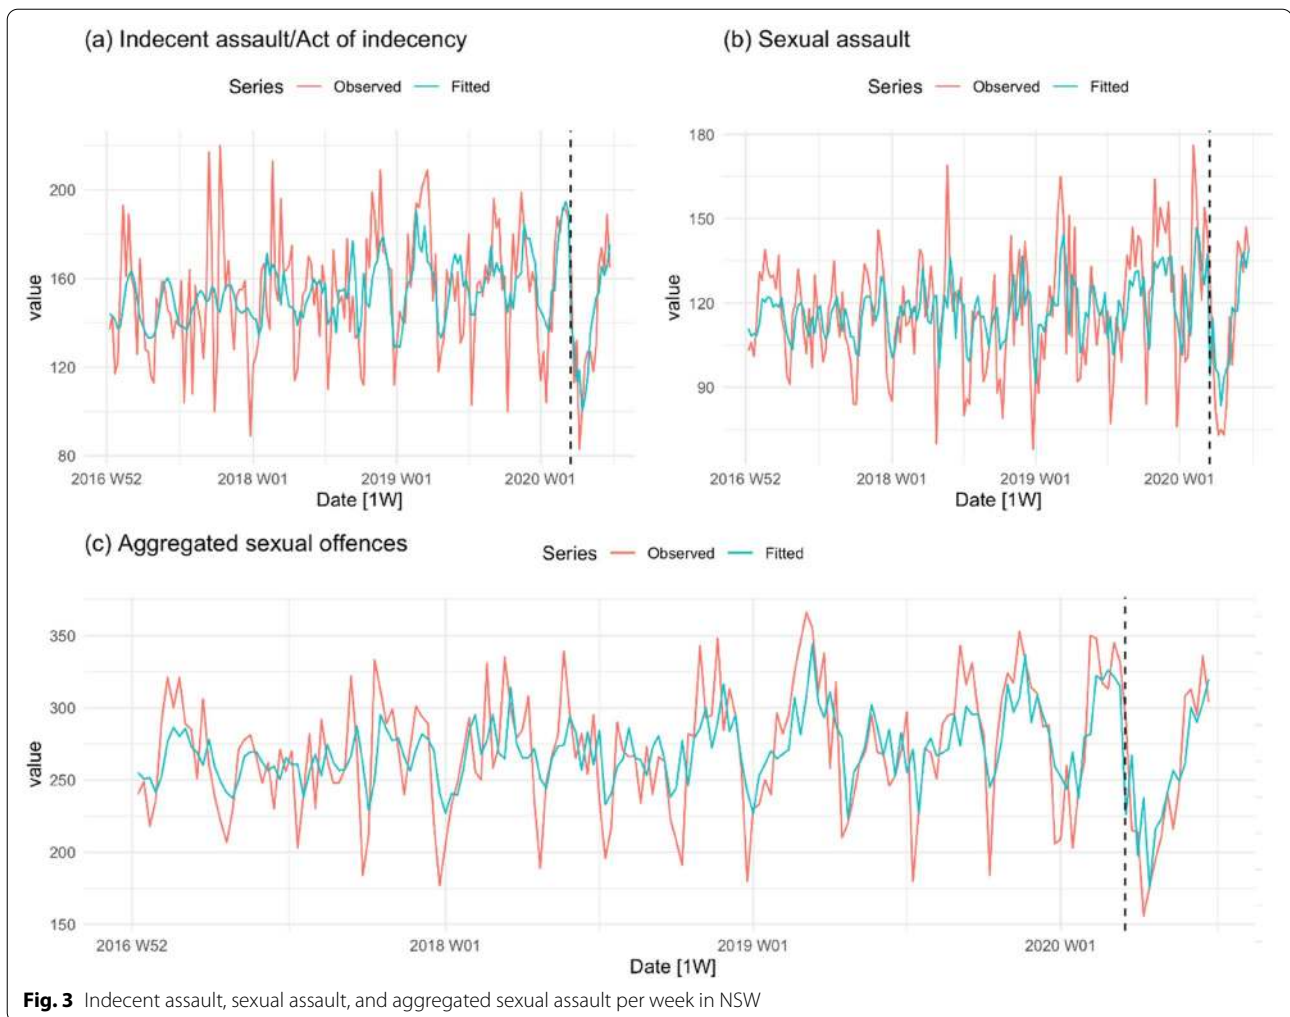 (a) Indecent assault/Act of indecency
Series Observed Fitted
value
200
160
120
80
2016 W52 2018 W01 2019 W01 2020 W01
Date [1W]
(b) Sexual assault
Series Observed Fitted
value
180
150
120
90
2016 W52 2018 W01 2019 W01 2020 W01
Date [1W]
(c) Aggregated sexual offences
Series Observed Fitted
value
350
300
250
200
150
2016 W52 2018 W01 2019 W01 2020 W01
Date [1W]
Fig. 3 Indecent assault, sexual assault, and aggregated sexual assault per week in NSW